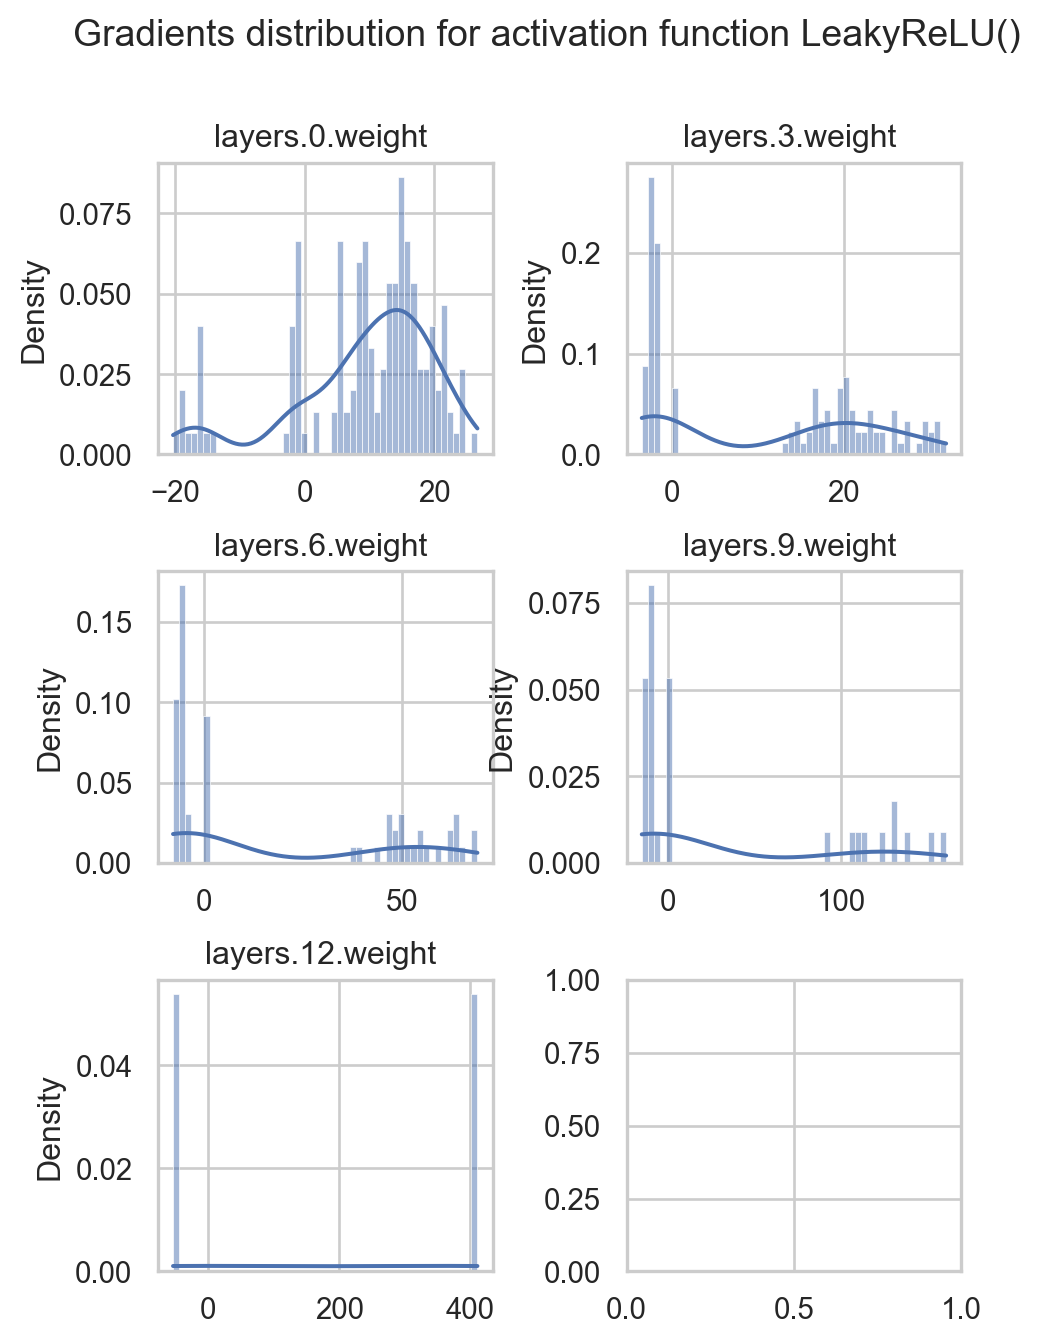 Gradients distribution for activation function LeakyReLU()
layers.0.weight
Density
0.075
0.050
0.025
0.000
−20 0 20
layers.3.weight
Density
0.2
0.1
0.0
0 20
layers.6.weight
Density
0.15
0.10
0.05
0.00
0 50
layers.9.weight
Density
0.075
0.050
0.025
0.000
0 100
layers.12.weight
Density
0.04
0.02
0.00
0 200 400
1.00
0.75
0.50
0.25
0.00
0.0 0.5 1.0